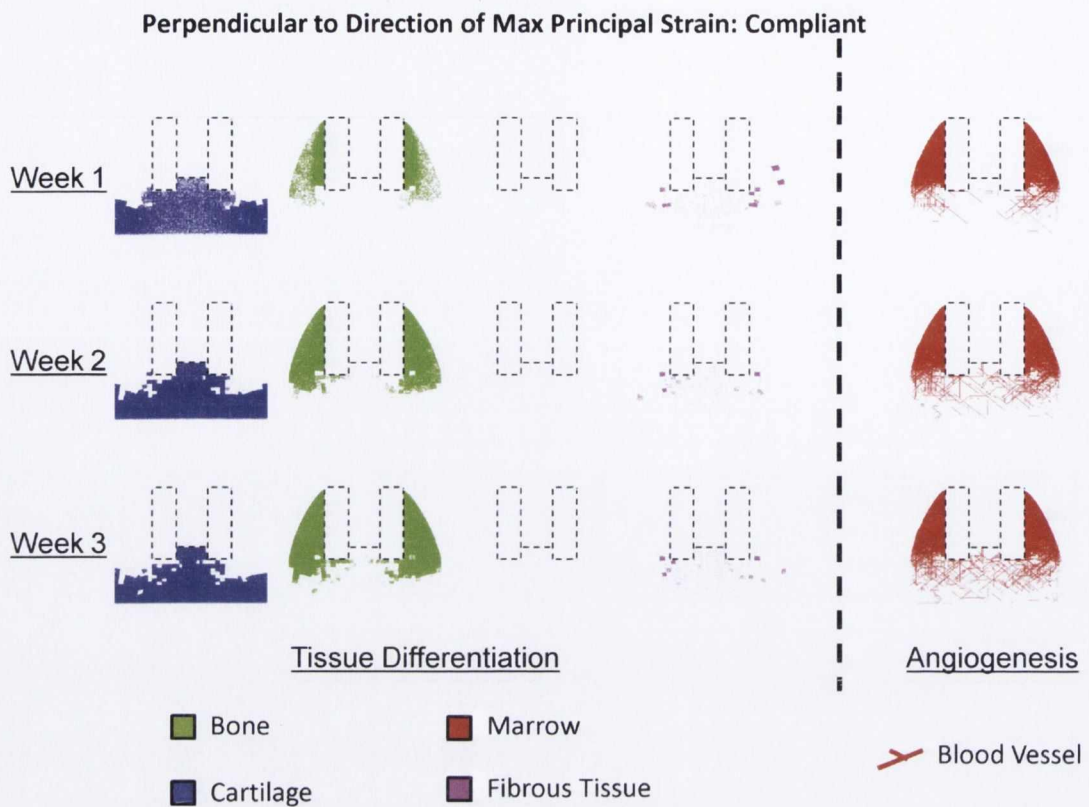 Perpendicular to Direction of Max Principal Strain: Compliant
Week 1
Week 2
Week 3
Tissue Differentiation
Angiogenesis
Bone
Marrow
Cartilage
Fibrous Tissue
Blood Vessel